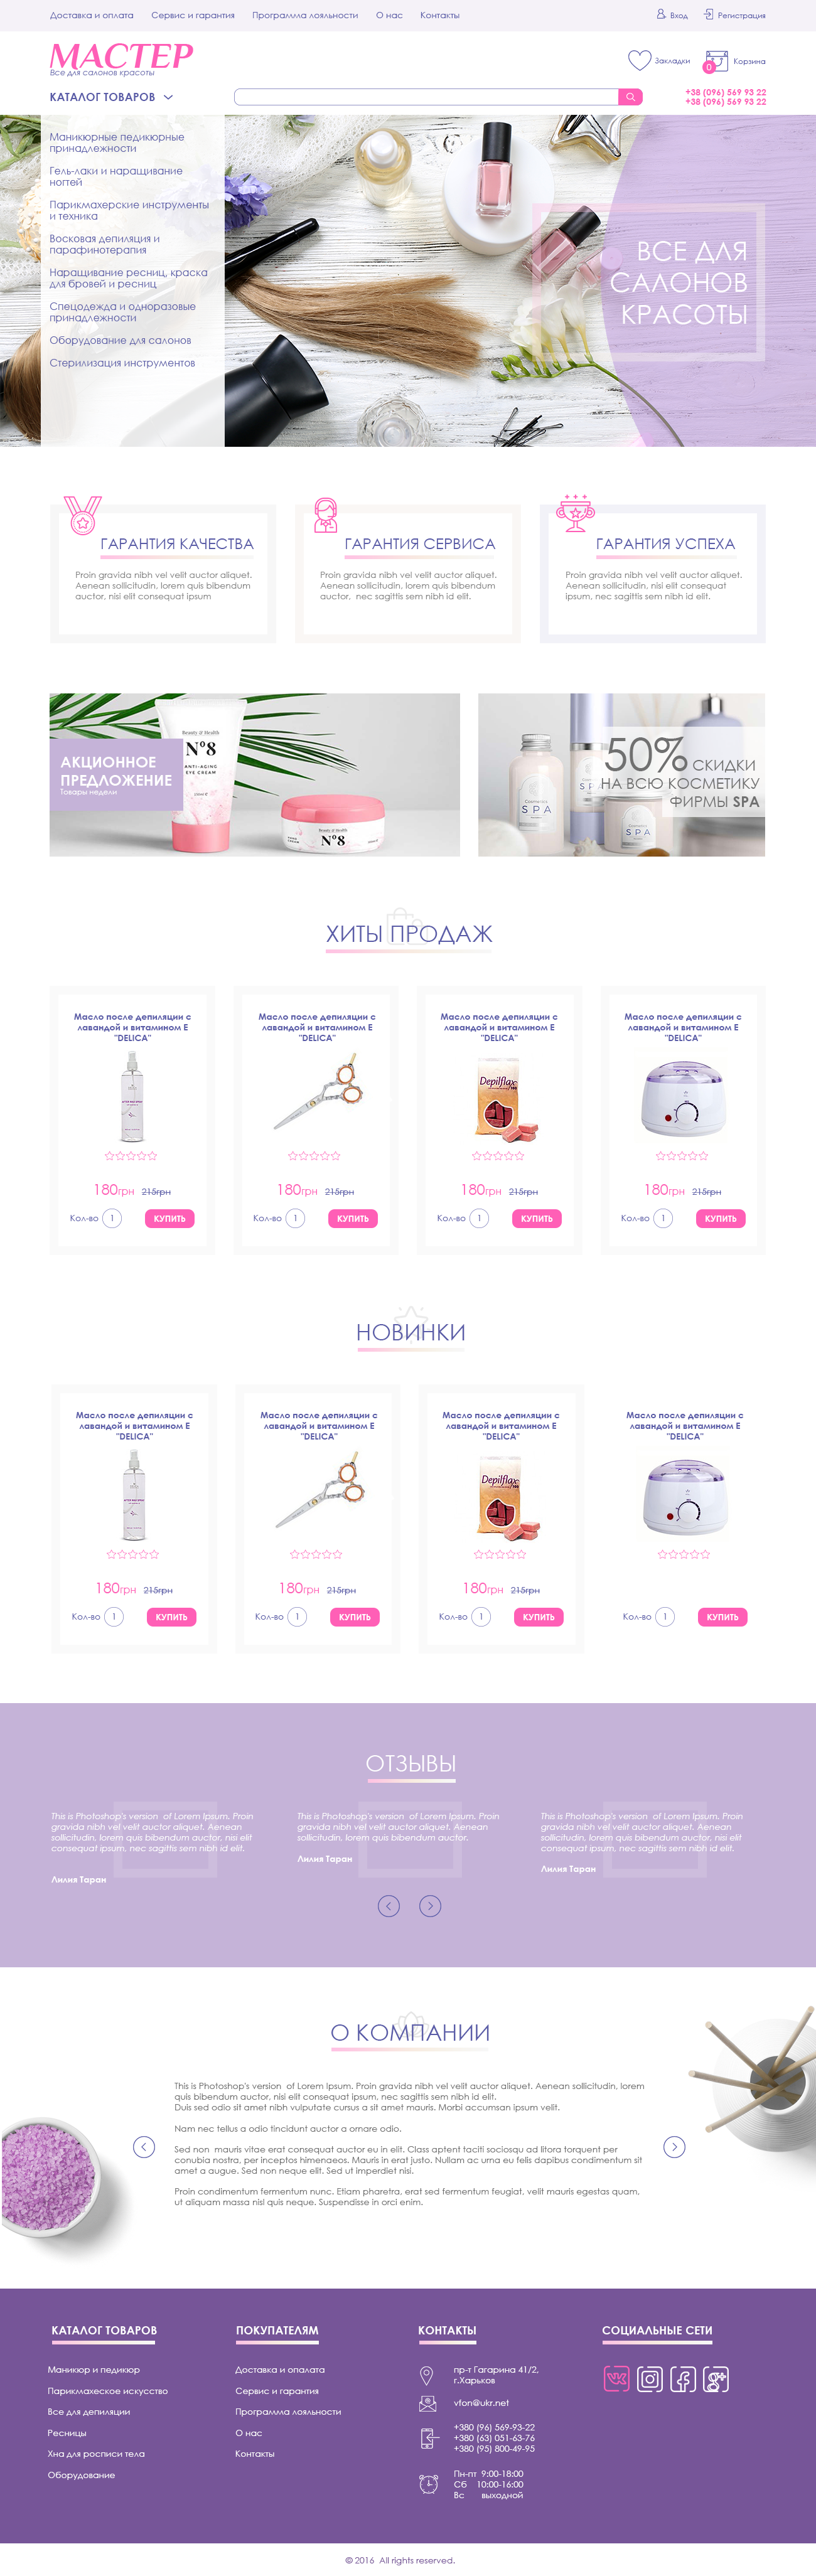 Доставка и оплата Сервис и гарантия Программа лояльности О нас Контакты Вход Регистрация
МАСТЕР
Все для салонов красоты
Закладки 0 Корзина
КАТАЛОГ ТОВАРОВ
+38 (096) 569 93 22
+38 (096) 569 93 22
Маникюрные педикюрные
принадлежности
Гель-лаки и наращивание
ногтей
Парикмахерские инструменты
и техника
Восковая депиляция и
парафинотерапия
Наращивание ресниц, краска
для бровей и ресниц
Спецодежда и одноразовые
принадлежности
Оборудование для салонов
Стерилизация инструментов
ВСЕ ДЛЯ
САЛОНОВ
КРАСОТЫ
ГАРАНТИЯ КАЧЕСТВА
Proin gravida nibh vel velit auctor aliquet.
Aenean sollicitudin, lorem quis bibendum
auctor, nisi elit consequat ipsum
ГАРАНТИЯ СЕРВИСА
Proin gravida nibh vel velit auctor aliquet.
Aenean sollicitudin, lorem quis bibendum
auctor,  nec sagittis sem nibh id elit.
ГАРАНТИЯ УСПЕХА
Proin gravida nibh vel velit auctor aliquet.
Aenean sollicitudin, nisi elit consequat
ipsum, nec sagittis sem nibh id elit.
АКЦИОННОЕ
ПРЕДЛОЖЕНИЕ
Товары недели
Beauty & Health
N°8
ANTI-AGING
EYE CREAM
Beauty & Health
N°8
Cosmetics
SPA
SPA
Cosmetics
SPA
50% СКИДКИ
НА ВСЮ КОСМЕТИКУ
ФИРМЫ SPA
ХИТЫ ПРОДАЖ
Масло после депиляции с
лавандой и витамином Е
"DELICA"
180грн 215грн
Кол-во 1 КУПИТЬ
Масло после депиляции с
лавандой и витамином Е
"DELICA"
180грн 215грн
Кол-во 1 КУПИТЬ
Масло после депиляции с
лавандой и витамином Е
"DELICA"
Depilflax
180грн 215грн
Кол-во 1 КУПИТЬ
Масло после депиляции с
лавандой и витамином Е
"DELICA"
180грн 215грн
Кол-во 1 КУПИТЬ
НОВИНКИ
Масло после депиляции с
лавандой и витамином Е
"DELICA"
180грн 215грн
Кол-во 1 КУПИТЬ
Масло после депиляции с
лавандой и витамином Е
"DELICA"
180грн 215грн
Кол-во 1 КУПИТЬ
Масло после депиляции с
лавандой и витамином Е
"DELICA"
Depilflax
180грн 215грн
Кол-во 1 КУПИТЬ
Масло после депиляции с
лавандой и витамином Е
"DELICA"
Кол-во 1 КУПИТЬ
ОТЗЫВЫ
This is Photoshop's version  of Lorem Ipsum. Proin
gravida nibh vel velit auctor aliquet. Aenean
sollicitudin, lorem quis bibendum auctor, nisi elit
consequat ipsum, nec sagittis sem nibh id elit.
Лилия Таран
This is Photoshop's version  of Lorem Ipsum. Proin
gravida nibh vel velit auctor aliquet. Aenean
sollicitudin, lorem quis bibendum auctor.
Лилия Таран
This is Photoshop's version  of Lorem Ipsum. Proin
gravida nibh vel velit auctor aliquet. Aenean
sollicitudin, lorem quis bibendum auctor, nisi elit
consequat ipsum, nec sagittis sem nibh id elit.
Лилия Таран
О КОМПАНИИ
This is Photoshop's version  of Lorem Ipsum. Proin gravida nibh vel velit auctor aliquet. Aenean sollicitudin, lorem
quis bibendum auctor, nisi elit consequat ipsum, nec sagittis sem nibh id elit.
Duis sed odio sit amet nibh vulputate cursus a sit amet mauris. Morbi accumsan ipsum velit.
Nam nec tellus a odio tincidunt auctor a ornare odio.
Sed non  mauris vitae erat consequat auctor eu in elit. Class aptent taciti sociosqu ad litora torquent per
conubia nostra, per inceptos himenaeos. Mauris in erat justo. Nullam ac urna eu felis dapibus condimentum sit
amet a augue. Sed non neque elit. Sed ut imperdiet nisi.
Proin condimentum fermentum nunc. Etiam pharetra, erat sed fermentum feugiat, velit mauris egestas quam,
ut aliquam massa nisl quis neque. Suspendisse in orci enim.
КАТАЛОГ ТОВАРОВ
Маникюр и педикюр
Парикмахеское искусство
Все для депиляции
Ресницы
Хна для росписи тела
Оборудование
ПОКУПАТЕЛЯМ
Доставка и опалата
Сервис и гарантия
Программа лояльности
О нас
Контакты
КОНТАКТЫ
пр-т Гагарина 41/2,
г.Харьков
vfon@ukr.net
+380 (96) 569-93-22
+380 (63) 051-63-76
+380 (95) 800-49-95
Пн-пт  9:00-18:00
Сб  10:00-16:00
Вс  выходной
СОЦИАЛЬНЫЕ СЕТИ
© 2016  All rights reserved.